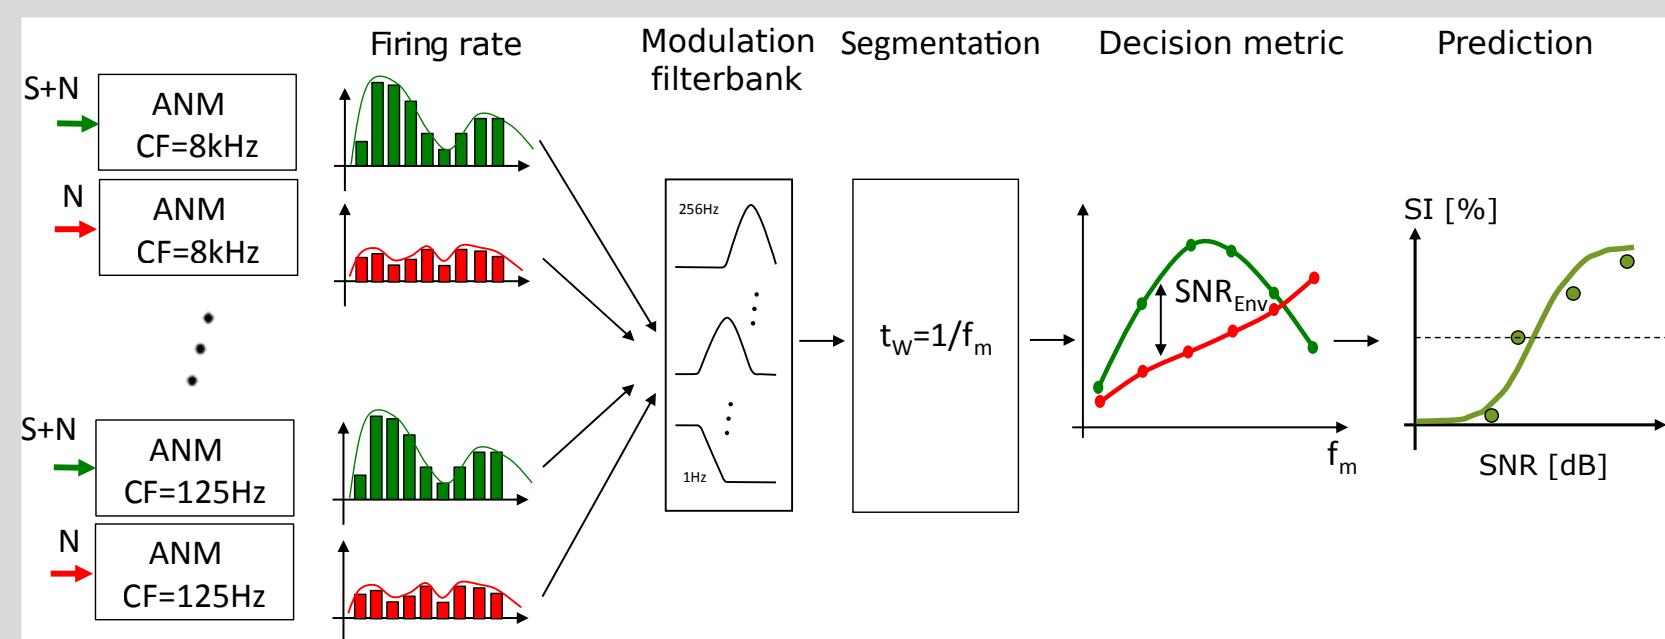 Firing rate
Modulation
filterbank
Segmentation
Decision metric
Prediction
S+N
ANM
CF=8kHz
N
ANM
CF=8kHz
S+N
ANM
CF=125Hz
N
ANM
CF=125Hz
256Hz
1Hz
tW=1/fm
SNREnv
fm
SI [%]
SNR [dB]